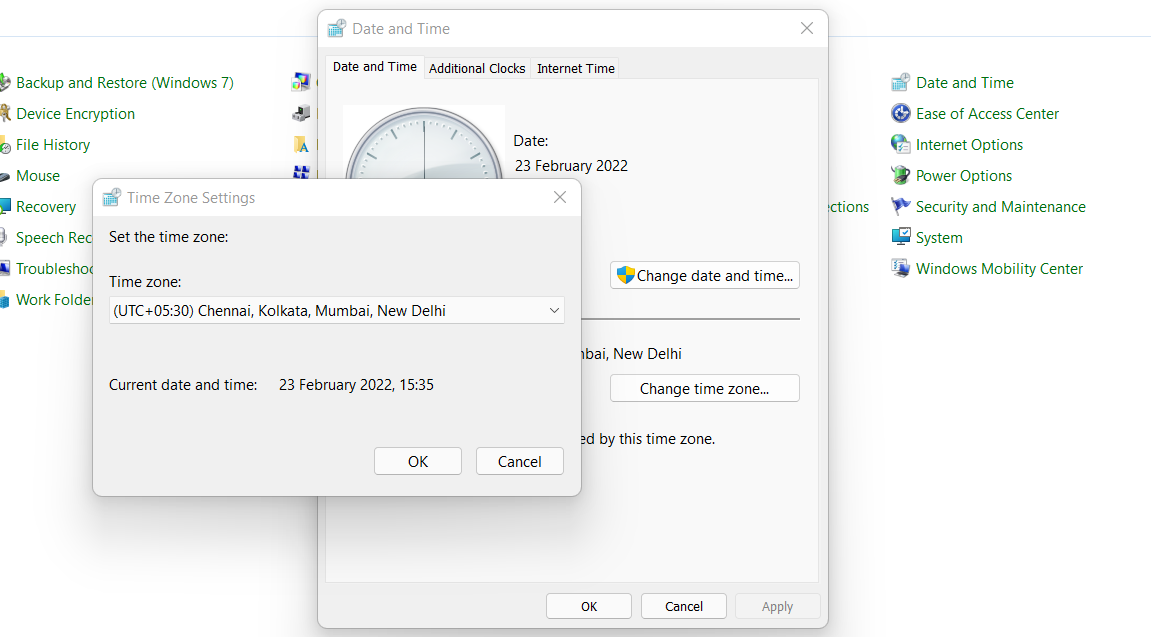 Date and Time
Date and Time
Additional Clocks
Internet Time
Date:
23 February 2022
Change date and time...
mbai, New Delhi
Change time zone...
ed by this time zone.
OK
Cancel
Apply
Time Zone Settings
Set the time zone:
Time zone:
(UTC+05:30) Chennai, Kolkata, Mumbai, New Delhi
Current date and time: 23 February 2022, 15:35
OK
Cancel
Backup and Restore (Windows 7)
Device Encryption
File History
Mouse
Recovery
Speech Rec
Troubleshoo
Work Folder
ctions
Date and Time
Ease of Access Center
Internet Options
Power Options
Security and Maintenance
System
Windows Mobility Center